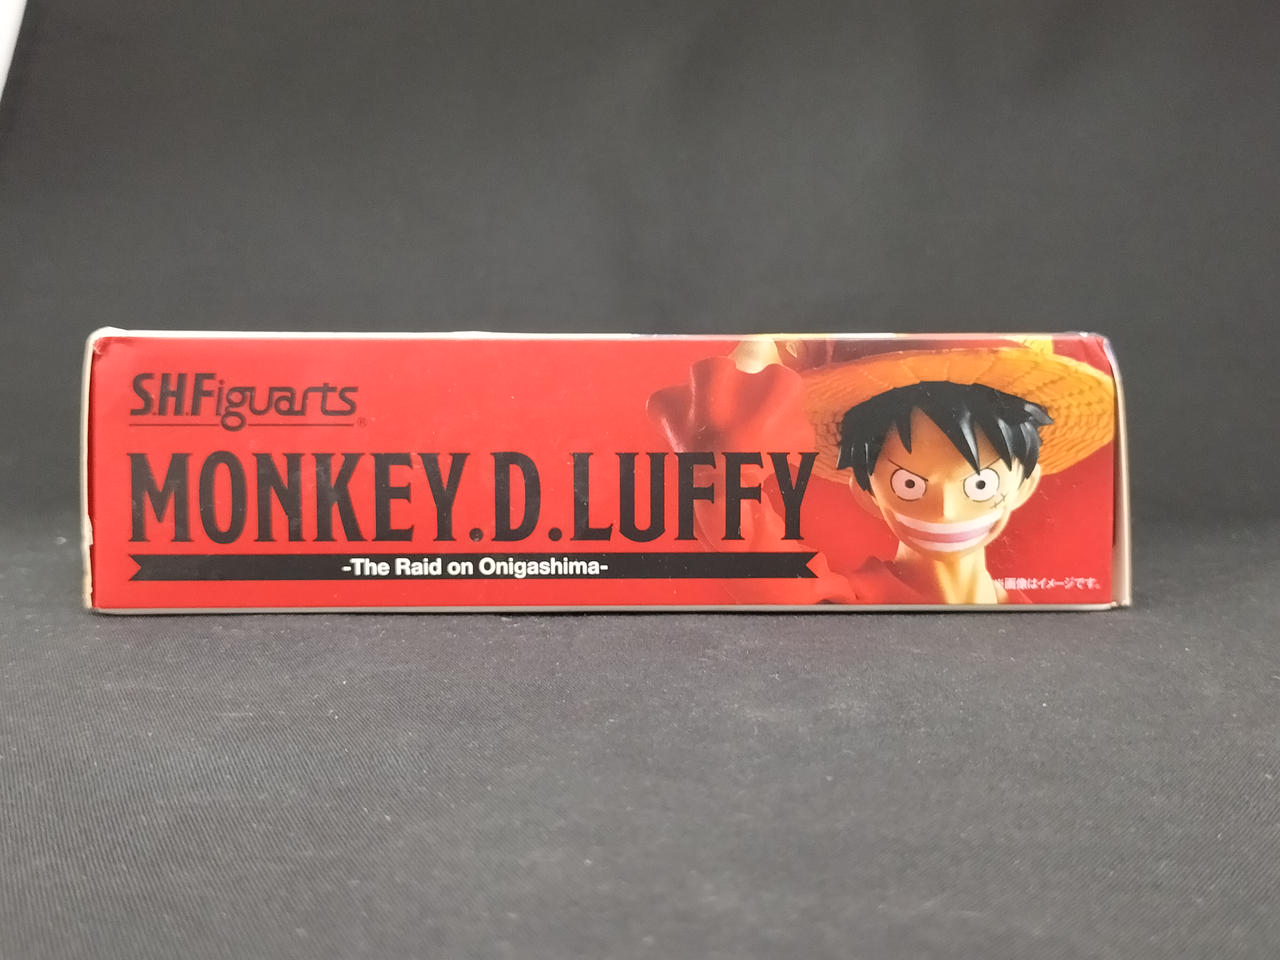 S.H.Figuarts®
MONKEY.D.LUFFY
-The Raid on Onigashima-
※画像はイメージです。